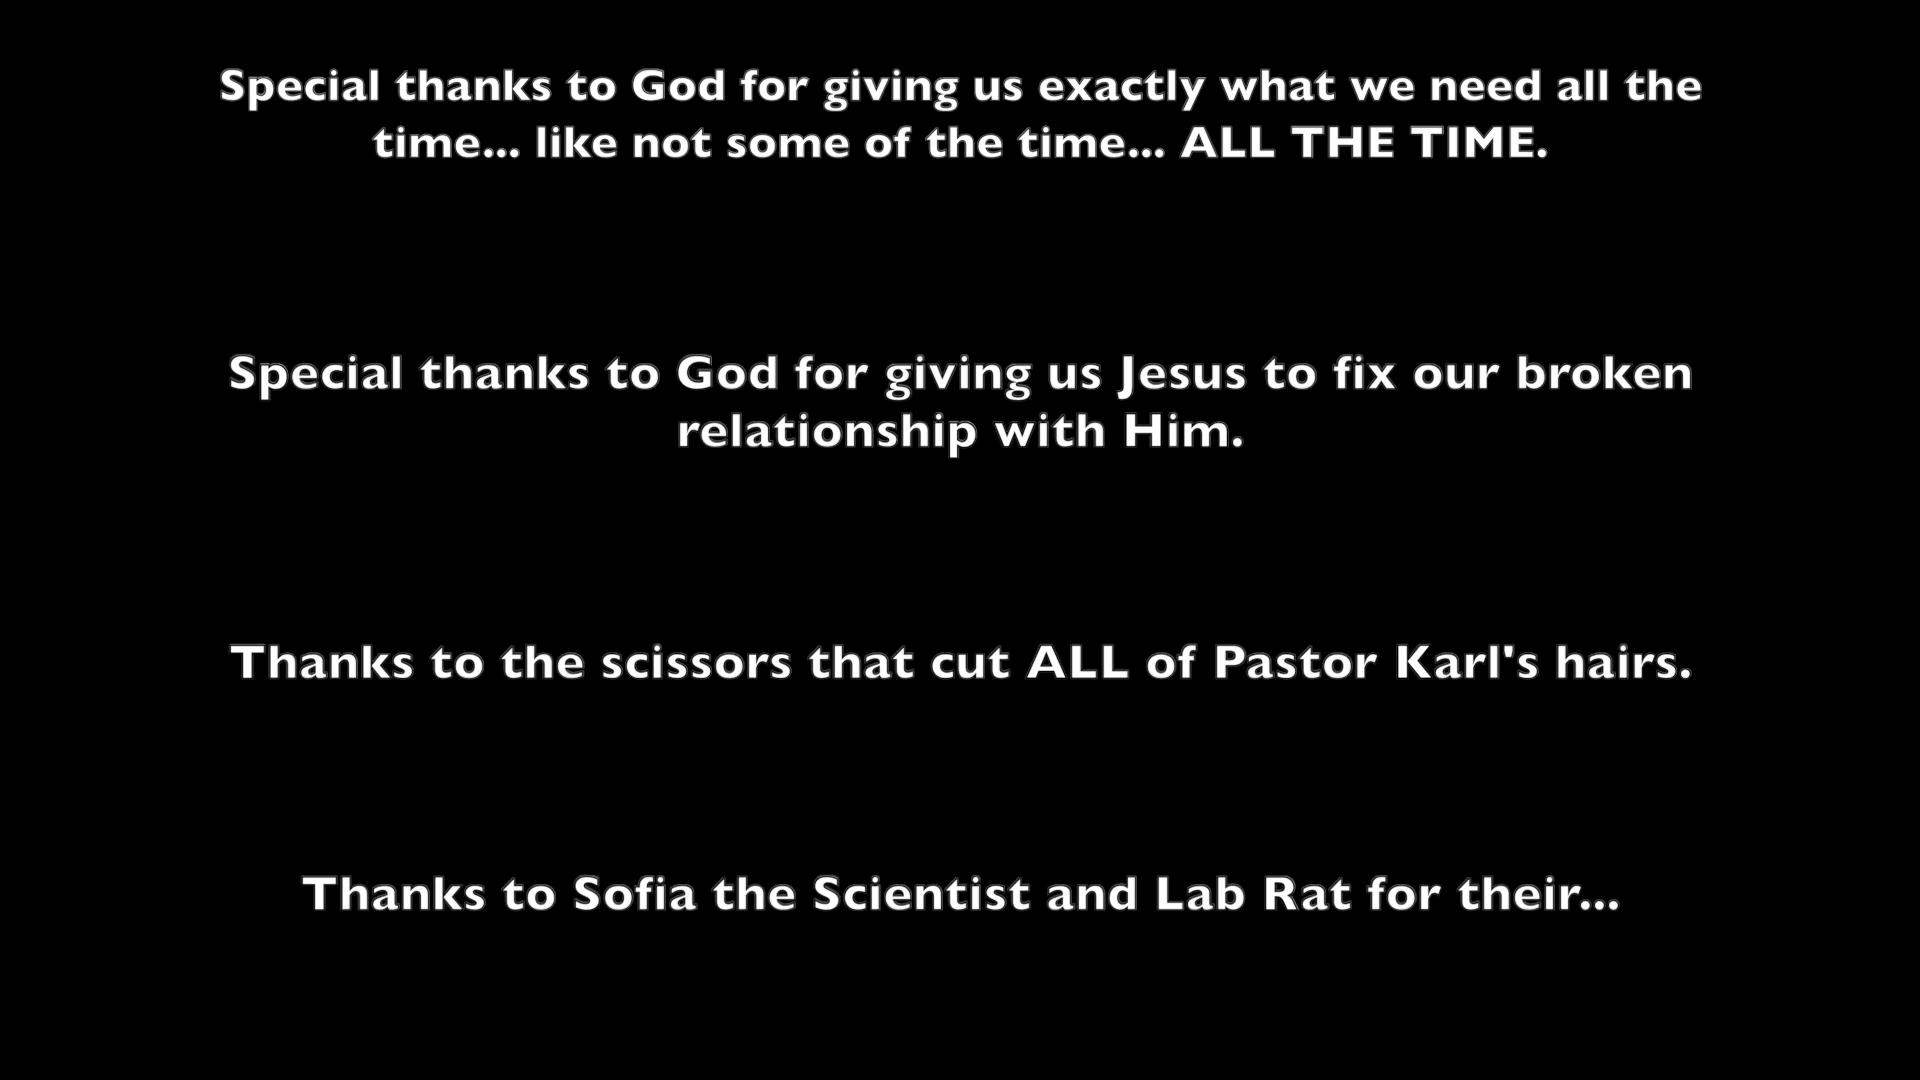 Special thanks to God for giving us exactly what we need all the
time... like not some of the time... ALL THE TIME.
Special thanks to God for giving us Jesus to fix our broken
relationship with Him.
Thanks to the scissors that cut ALL of Pastor Karl's hairs.
Thanks to Sofia the Scientist and Lab Rat for their...